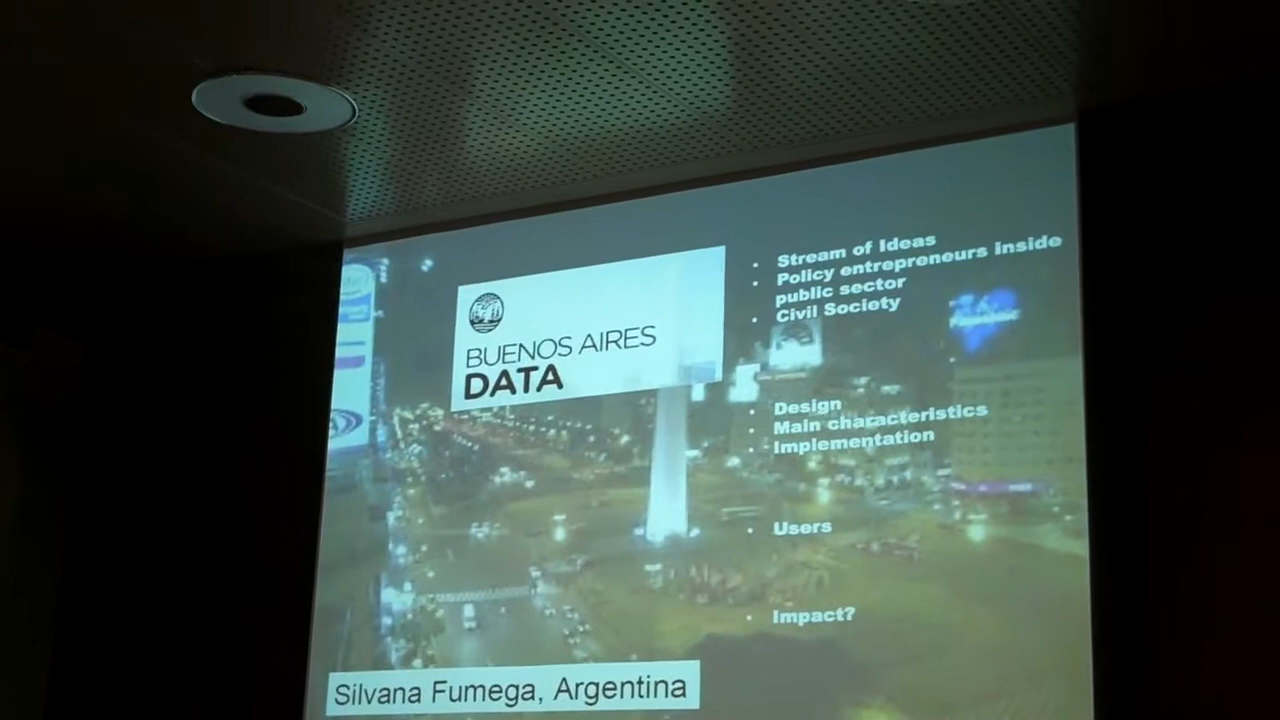 BUENOS AIRES
DATA
• Stream of Ideas
• Policy entrepreneurs inside
public sector
• Civil Society
• Design
• Main characteristics
• Implementation
• Users
• Impact?
Silvana Fumega, Argentina